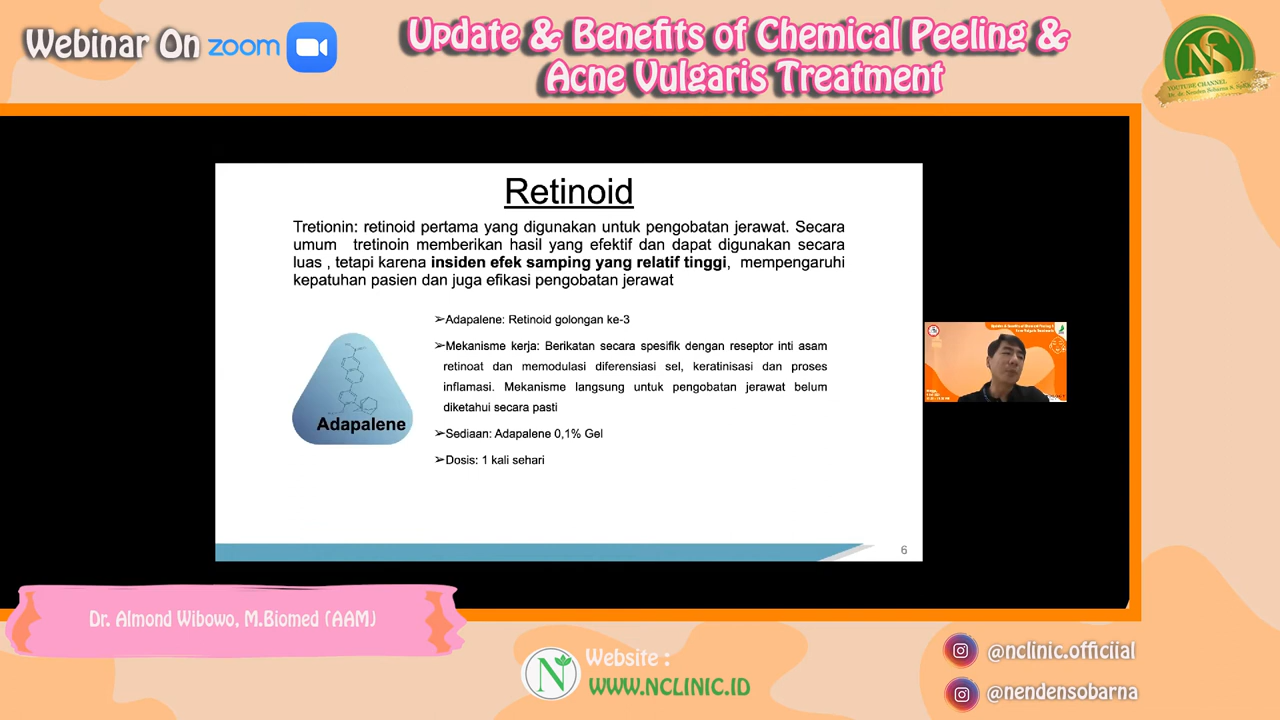 Webinar On zoom
Update & Benefits of Chemical Peeling &
Acne Vulgaris Treatment
NS
YOUTUBE CHANNEL
Retinoid
Tretionin: retinoid pertama yang digunakan untuk pengobatan jerawat. Secara
umum tretinoin memberikan hasil yang efektif dan dapat digunakan secara
luas , tetapi karena insiden efek samping yang relatif tinggi, mempengaruhi
kepatuhan pasien dan juga efikasi pengobatan jerawat
➢Adapalene: Retinoid golongan ke-3
➢Mekanisme kerja: Berikatan secara spesifik dengan reseptor inti asam
retinoat dan memodulasi diferensiasi sel, keratinisasi dan proses
inflamasi. Mekanisme langsung untuk pengobatan jerawat belum
diketahui secara pasti
➢Sediaan: Adapalene 0,1% Gel
➢Dosis: 1 kali sehari
Adapalene
6
Dr. Almond Wibowo, M.Biomed (AAM)
N
Website :
WWW.NCLINIC.ID
@nclinic.officiial
@nendensobarna